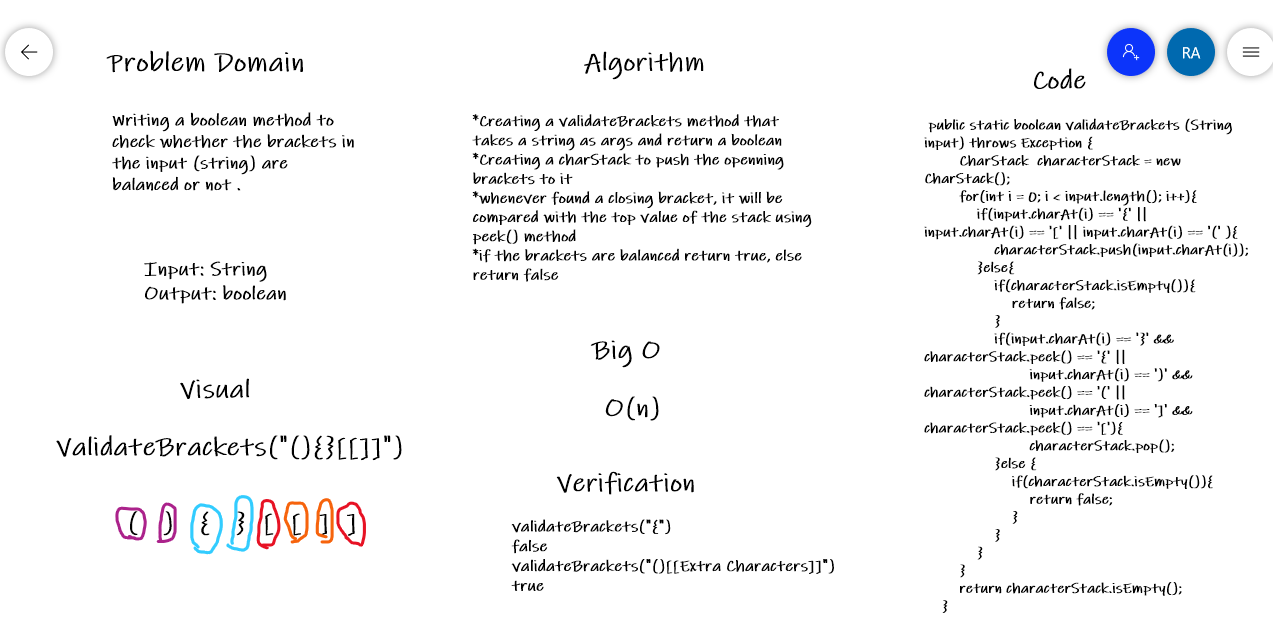 Problem Domain
Writing a boolean method to
check whether the brackets in
the input (string) are
balanced or not .
Input: String
Output: boolean
Visual
ValidateBrackets("(){}[[]]")
( ) { } [ [ ] ]
Algorithm
*Creating a validateBrackets method that
takes a string as args and return a boolean
*Creating a charStack to push the openning
brackets to it
*whenever found a closing bracket, it will be
compared with the top value of the stack using
peek() method
*if the brackets are balanced return true, else
return false
Big O
O(n)
Verification
validateBrackets("{")
false
validateBrackets("()[[Extra Characters]]")
true
RA
Code
public static boolean validateBrackets (String
input) throws Exception {
CharStack characterStack = new
CharStack();
for(int i = 0; i < input.length(); i++){
if(input.charAt(i) == '{' ||
input.charAt(i) == '[' || input.charAt(i) == '(' ){
characterStack.push(input.charAt(i));
}else{
if(characterStack.isEmpty()){
return false;
}
if(input.charAt(i) == '}' &&
characterStack.peek() == '{' ||
input.charAt(i) == ')' &&
characterStack.peek() == '(' ||
input.charAt(i) == ']' &&
characterStack.peek() == '['){
characterStack.pop();
}else {
if(characterStack.isEmpty()){
return false;
}
}
}
}
return characterStack.isEmpty();
}